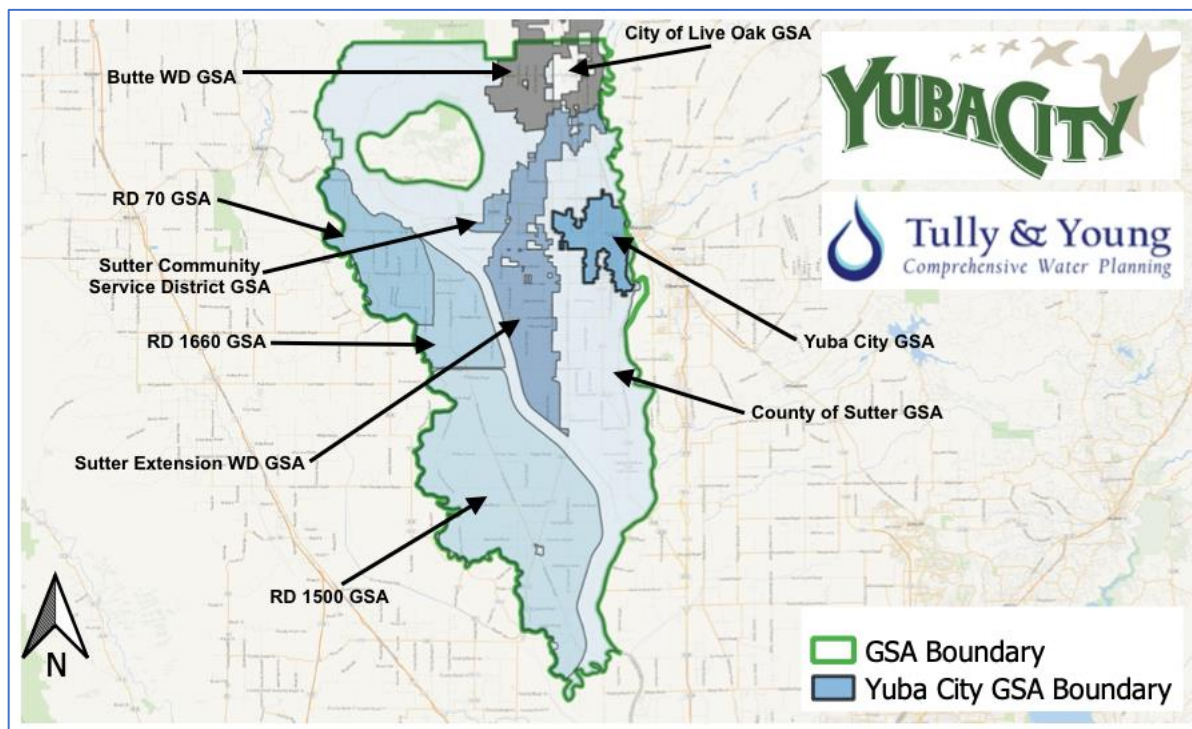 City of Live Oak GSA
Butte WD GSA
YUBA CITY
RD 70 GSA
Tully & Young
Comprehensive Water Planning
Sutter Community
Service District GSA
RD 1660 GSA
Yuba City GSA
County of Sutter GSA
Sutter Extension WD GSA
RD 1500 GSA
N
GSA Boundary
Yuba City GSA Boundary